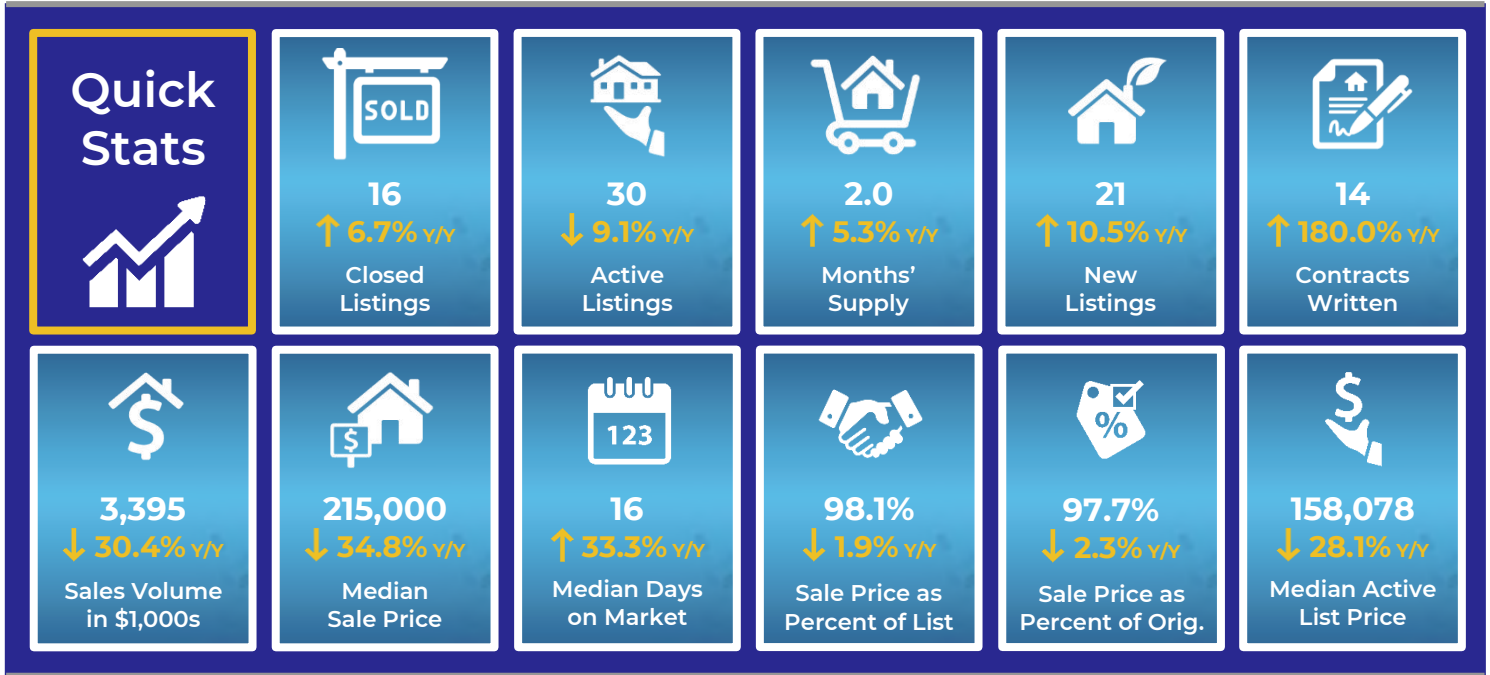 Quick
Stats
SOLD
16
↑ 6.7% Y/Y
Closed
Listings
30
↓ 9.1% Y/Y
Active
Listings
2.0
↑ 5.3% Y/Y
Months’
Supply
21
↑ 10.5% Y/Y
New
Listings
14
↑ 180.0% Y/Y
Contracts
Written
$
3,395
↓ 30.4% Y/Y
Sales Volume
in $1,000s
$
215,000
↓ 34.8% Y/Y
Median
Sale Price
123
16
↑ 33.3% Y/Y
Median Days
on Market
98.1%
↓ 1.9% Y/Y
Sale Price as
Percent of List
%
97.7%
↓ 2.3% Y/Y
Sale Price as
Percent of Orig.
$
158,078
↓ 28.1% Y/Y
Median Active
List Price